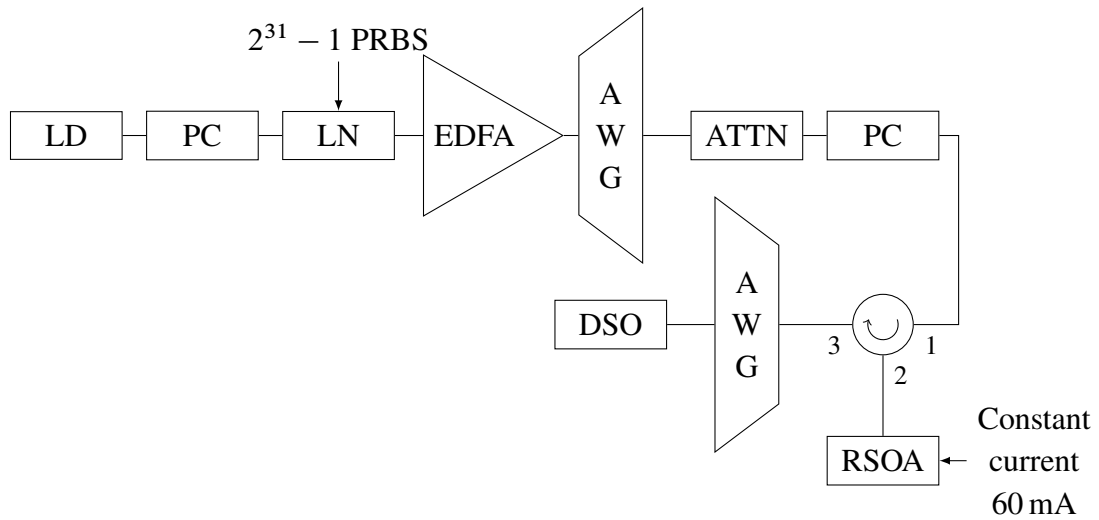 2³¹ − 1 PRBS
LD
PC
LN
EDFA
A
W
G
ATTN
PC
DSO
A
W
G
3
1
2
RSOA
Constant
current
60 mA